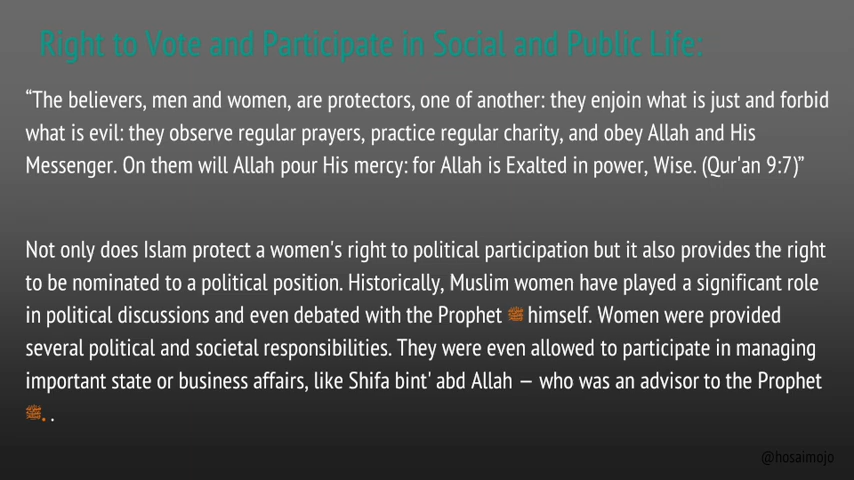 Right to Vote and Participate in Social and Public Life:
“The believers, men and women, are protectors, one of another: they enjoin what is just and forbid
what is evil: they observe regular prayers, practice regular charity, and obey Allah and His
Messenger. On them will Allah pour His mercy: for Allah is Exalted in power, Wise. (Qur'an 9:7)”
Not only does Islam protect a women's right to political participation but it also provides the right
to be nominated to a political position. Historically, Muslim women have played a significant role
in political discussions and even debated with the Prophet ﷺ himself. Women were provided
several political and societal responsibilities. They were even allowed to participate in managing
important state or business affairs, like Shifa bint' abd Allah — who was an advisor to the Prophet
ﷺ. .
@hosaimojo